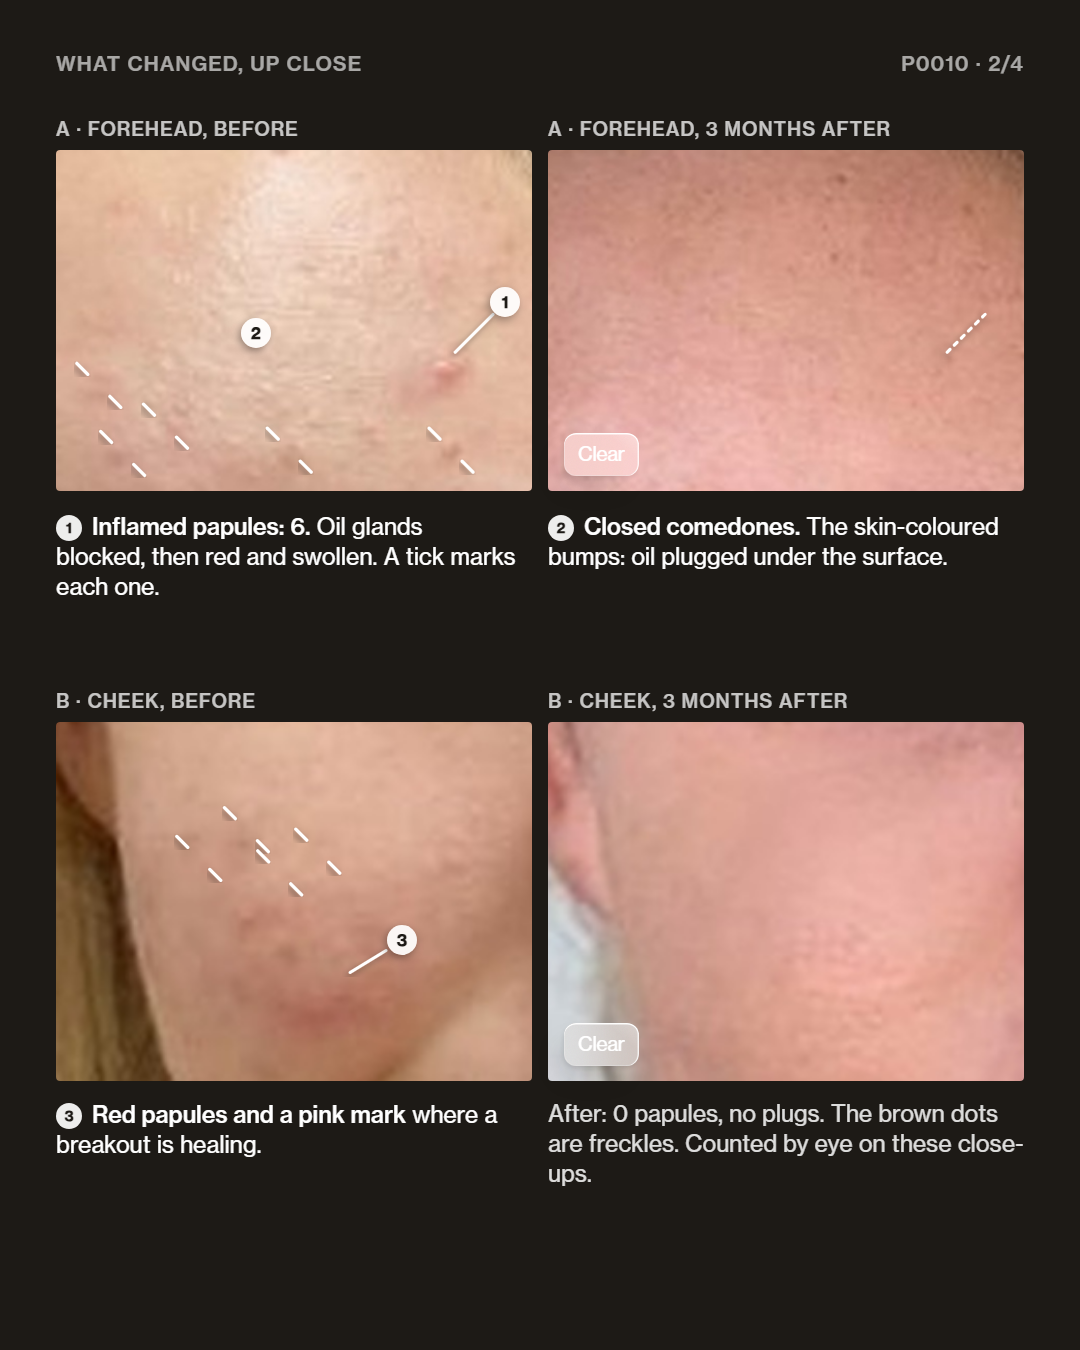 WHAT CHANGED, UP CLOSE
P0010 · 2/4
A · FOREHEAD, BEFORE
A · FOREHEAD, 3 MONTHS AFTER
1
2
Clear
1 Inflamed papules: 6. Oil glands
blocked, then red and swollen. A tick marks
each one.
2 Closed comedones. The skin-coloured
bumps: oil plugged under the surface.
B · CHEEK, BEFORE
B · CHEEK, 3 MONTHS AFTER
3
Clear
3 Red papules and a pink mark where a
breakout is healing.
After: 0 papules, no plugs. The brown dots
are freckles. Counted by eye on these close-
ups.